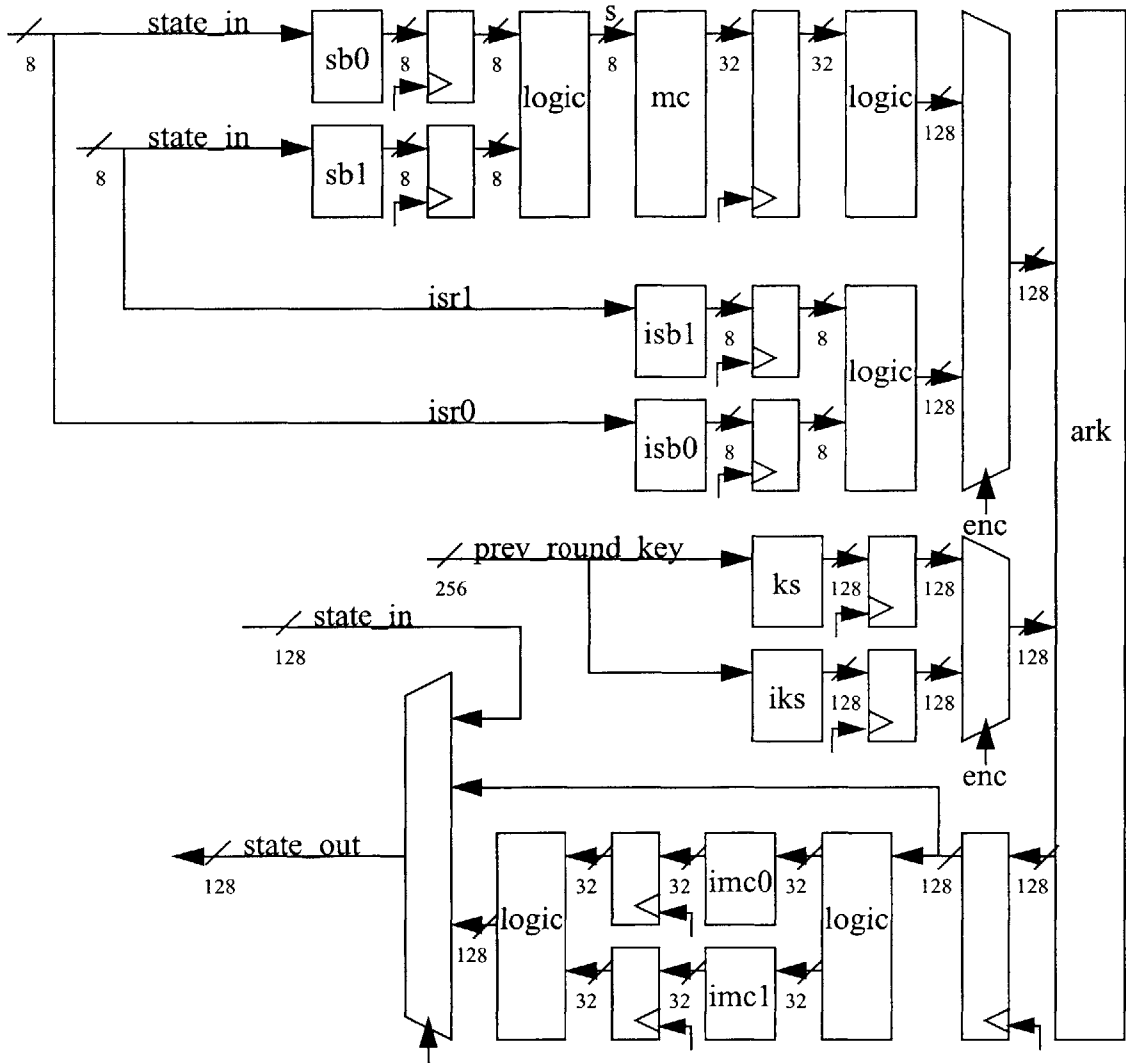 state_in
8
sb0
8
8
logic
s
8
mc
32
32
logic
128
state_in
8
sb1
8
8
128
isr1
isb1
8
8
logic
128
isr0
isb0
8
8
ark
enc
prev_round_key
256
ks
128
128
state_in
128
128
iks
128
128
enc
state_out
128
logic
128
32
32
imc0
32
logic
128
128
32
32
imc1
32